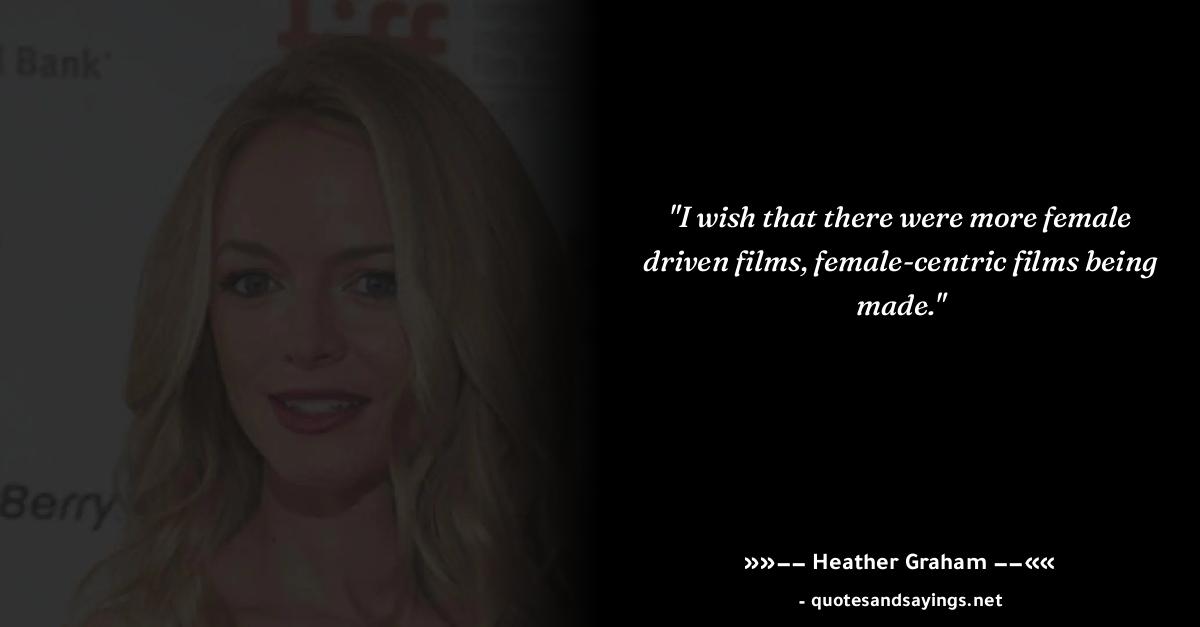 tiff
Bank
Berry
"I wish that there were more female
driven films, female-centric films being
made."
»»−− Heather Graham −−««
- quotesandsayings.net